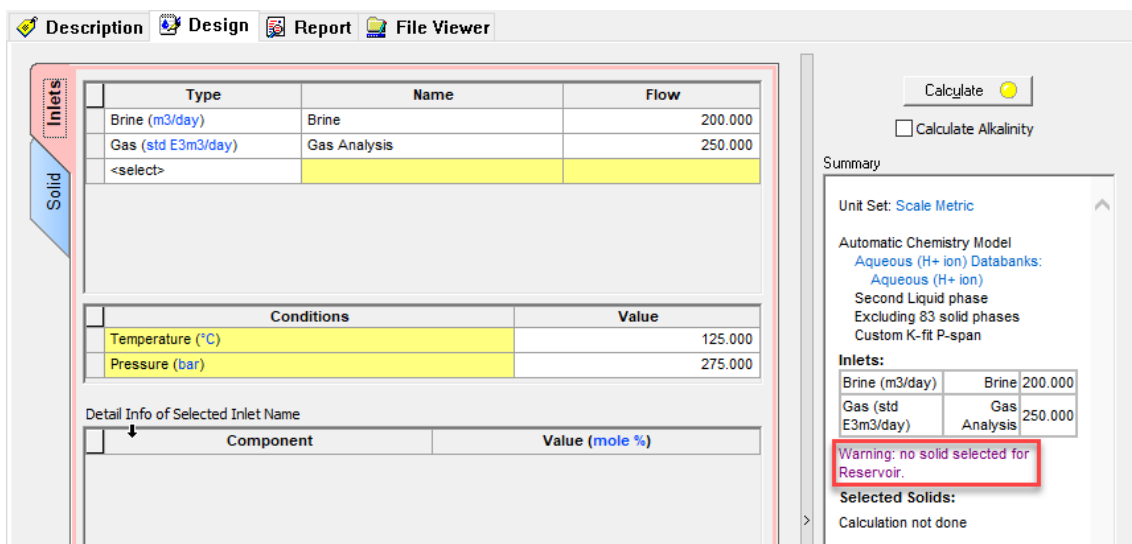 Description Design Report File Viewer
Inlets
Solid
Type Name Flow
Brine (m3/day) Brine 200.000
Gas (std E3m3/day) Gas Analysis 250.000
<select>
Conditions Value
Temperature (°C) 125.000
Pressure (bar) 275.000
Detail Info of Selected Inlet Name
Component Value (mole %)
Calculate
Calculate Alkalinity
Summary
Unit Set: Scale Metric
Automatic Chemistry Model
Aqueous (H+ ion) Databanks:
Aqueous (H+ ion)
Second Liquid phase
Excluding 83 solid phases
Custom K-fit P-span
Inlets:
Brine (m3/day) Brine 200.000
Gas (std
E3m3/day) Gas
Analysis 250.000
Warning: no solid selected for
Reservoir.
Selected Solids:
Calculation not done